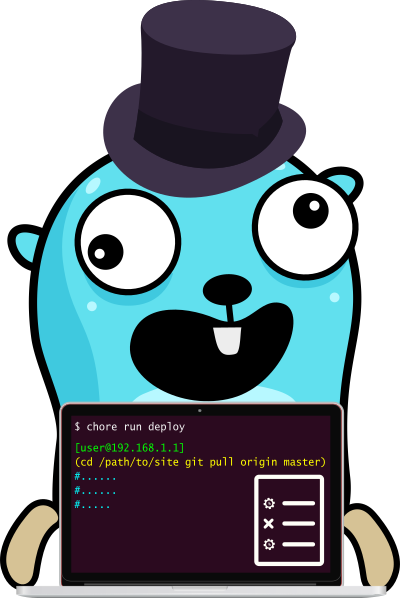 $ chore run deploy
[user@192.168.1.1]
(cd /path/to/site git pull origin master)
#......
#......
#.....